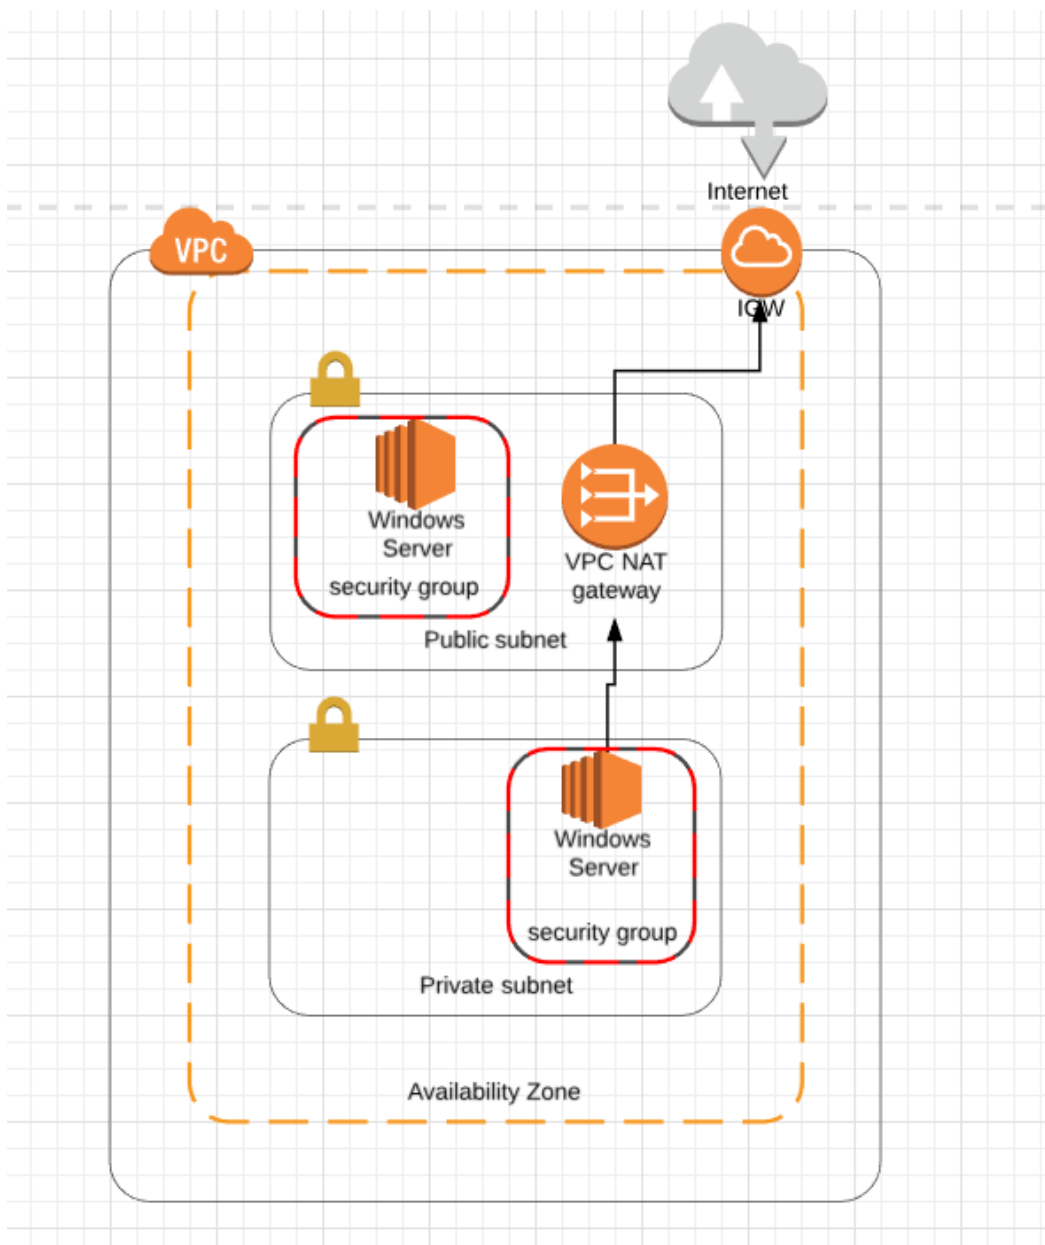 Internet
VPC
IGW
Windows
Server
security group
VPC NAT
gateway
Public subnet
Windows
Server
security group
Private subnet
Availability Zone